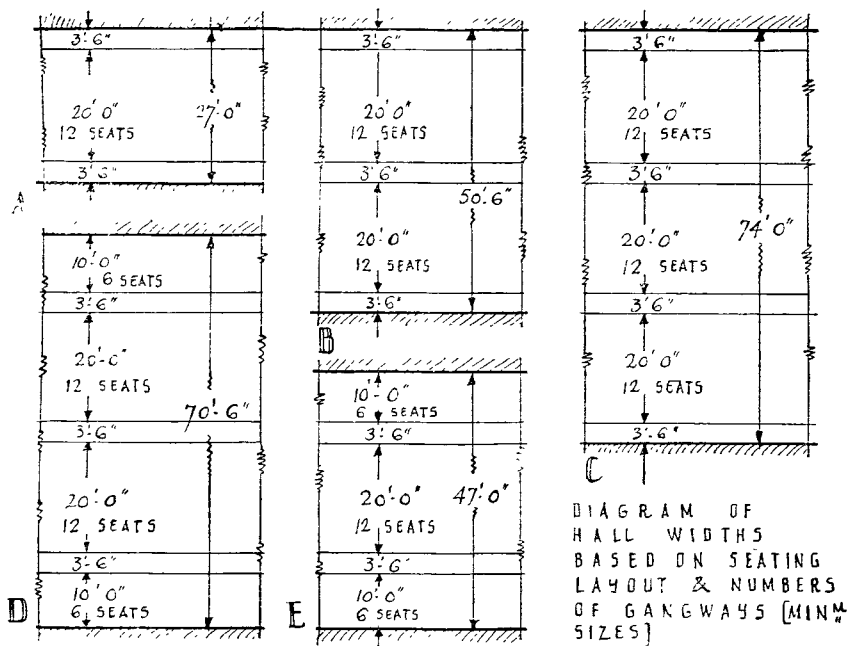 3'·6"
20'·0"
12 SEATS
27'·0"
3'·6"
A
3'·6"
20'·0"
12 SEATS
3'·6"
50'·6"
20'·0"
12 SEATS
3'·6"
B
3'·6"
20'·0"
12 SEATS
3'·6"
20'·0"
12 SEATS
74'·0"
3'·6"
20'·0"
12 SEATS
3'·6"
C
10'·0"
6 SEATS
3'·6"
20'·0"
12 SEATS
70'·6"
3'·6"
20'·0"
12 SEATS
3'·6"
10'·0"
6 SEATS
D
10'·0"
6 SEATS
3'·6"
20'·0"
12 SEATS
47'·0"
3'·6"
10'·0"
6 SEATS
E
DIAGRAM OF
HALL WIDTHS
BASED ON SEATING
LAYOUT & NUMBERS
OF GANGWAYS [MINM
SIZES]